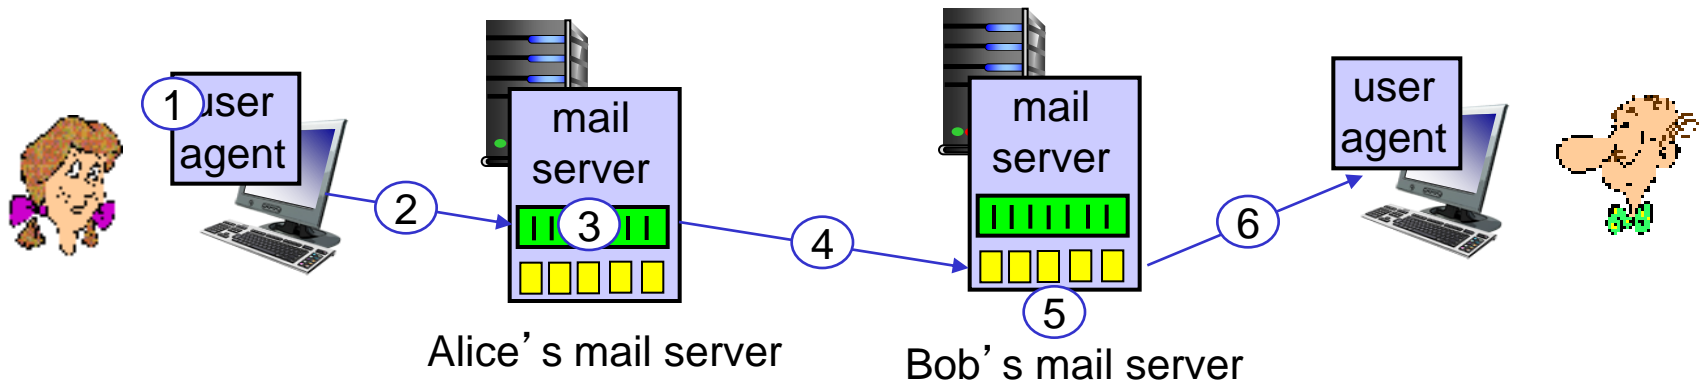 1
user
agent
2
mail
server
3
4
mail
server
5
6
user
agent
Alice’s mail server
Bob’s mail server